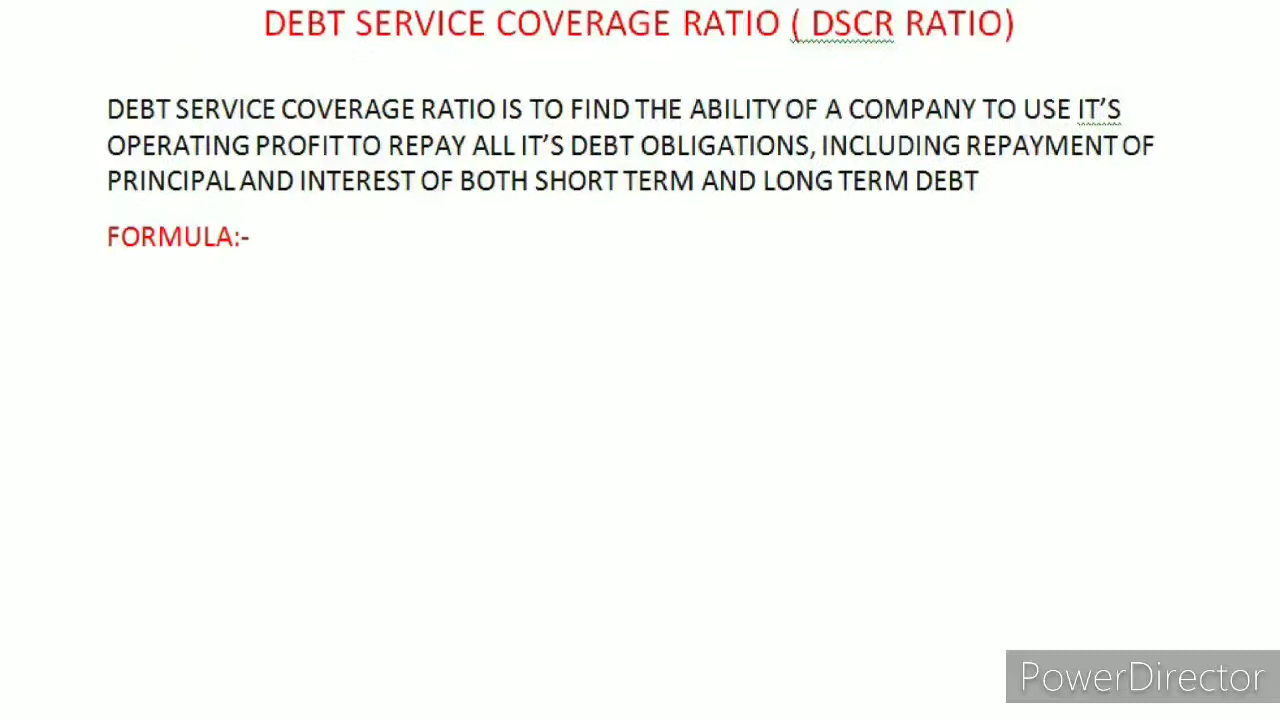 DEBT SERVICE COVERAGE RATIO ( DSCR RATIO)
DEBT SERVICE COVERAGE RATIO IS TO FIND THE ABILITY OF A COMPANY TO USE IT’S
OPERATING PROFIT TO REPAY ALL IT’S DEBT OBLIGATIONS, INCLUDING REPAYMENT OF
PRINCIPAL AND INTEREST OF BOTH SHORT TERM AND LONG TERM DEBT
FORMULA:-
PowerDirector